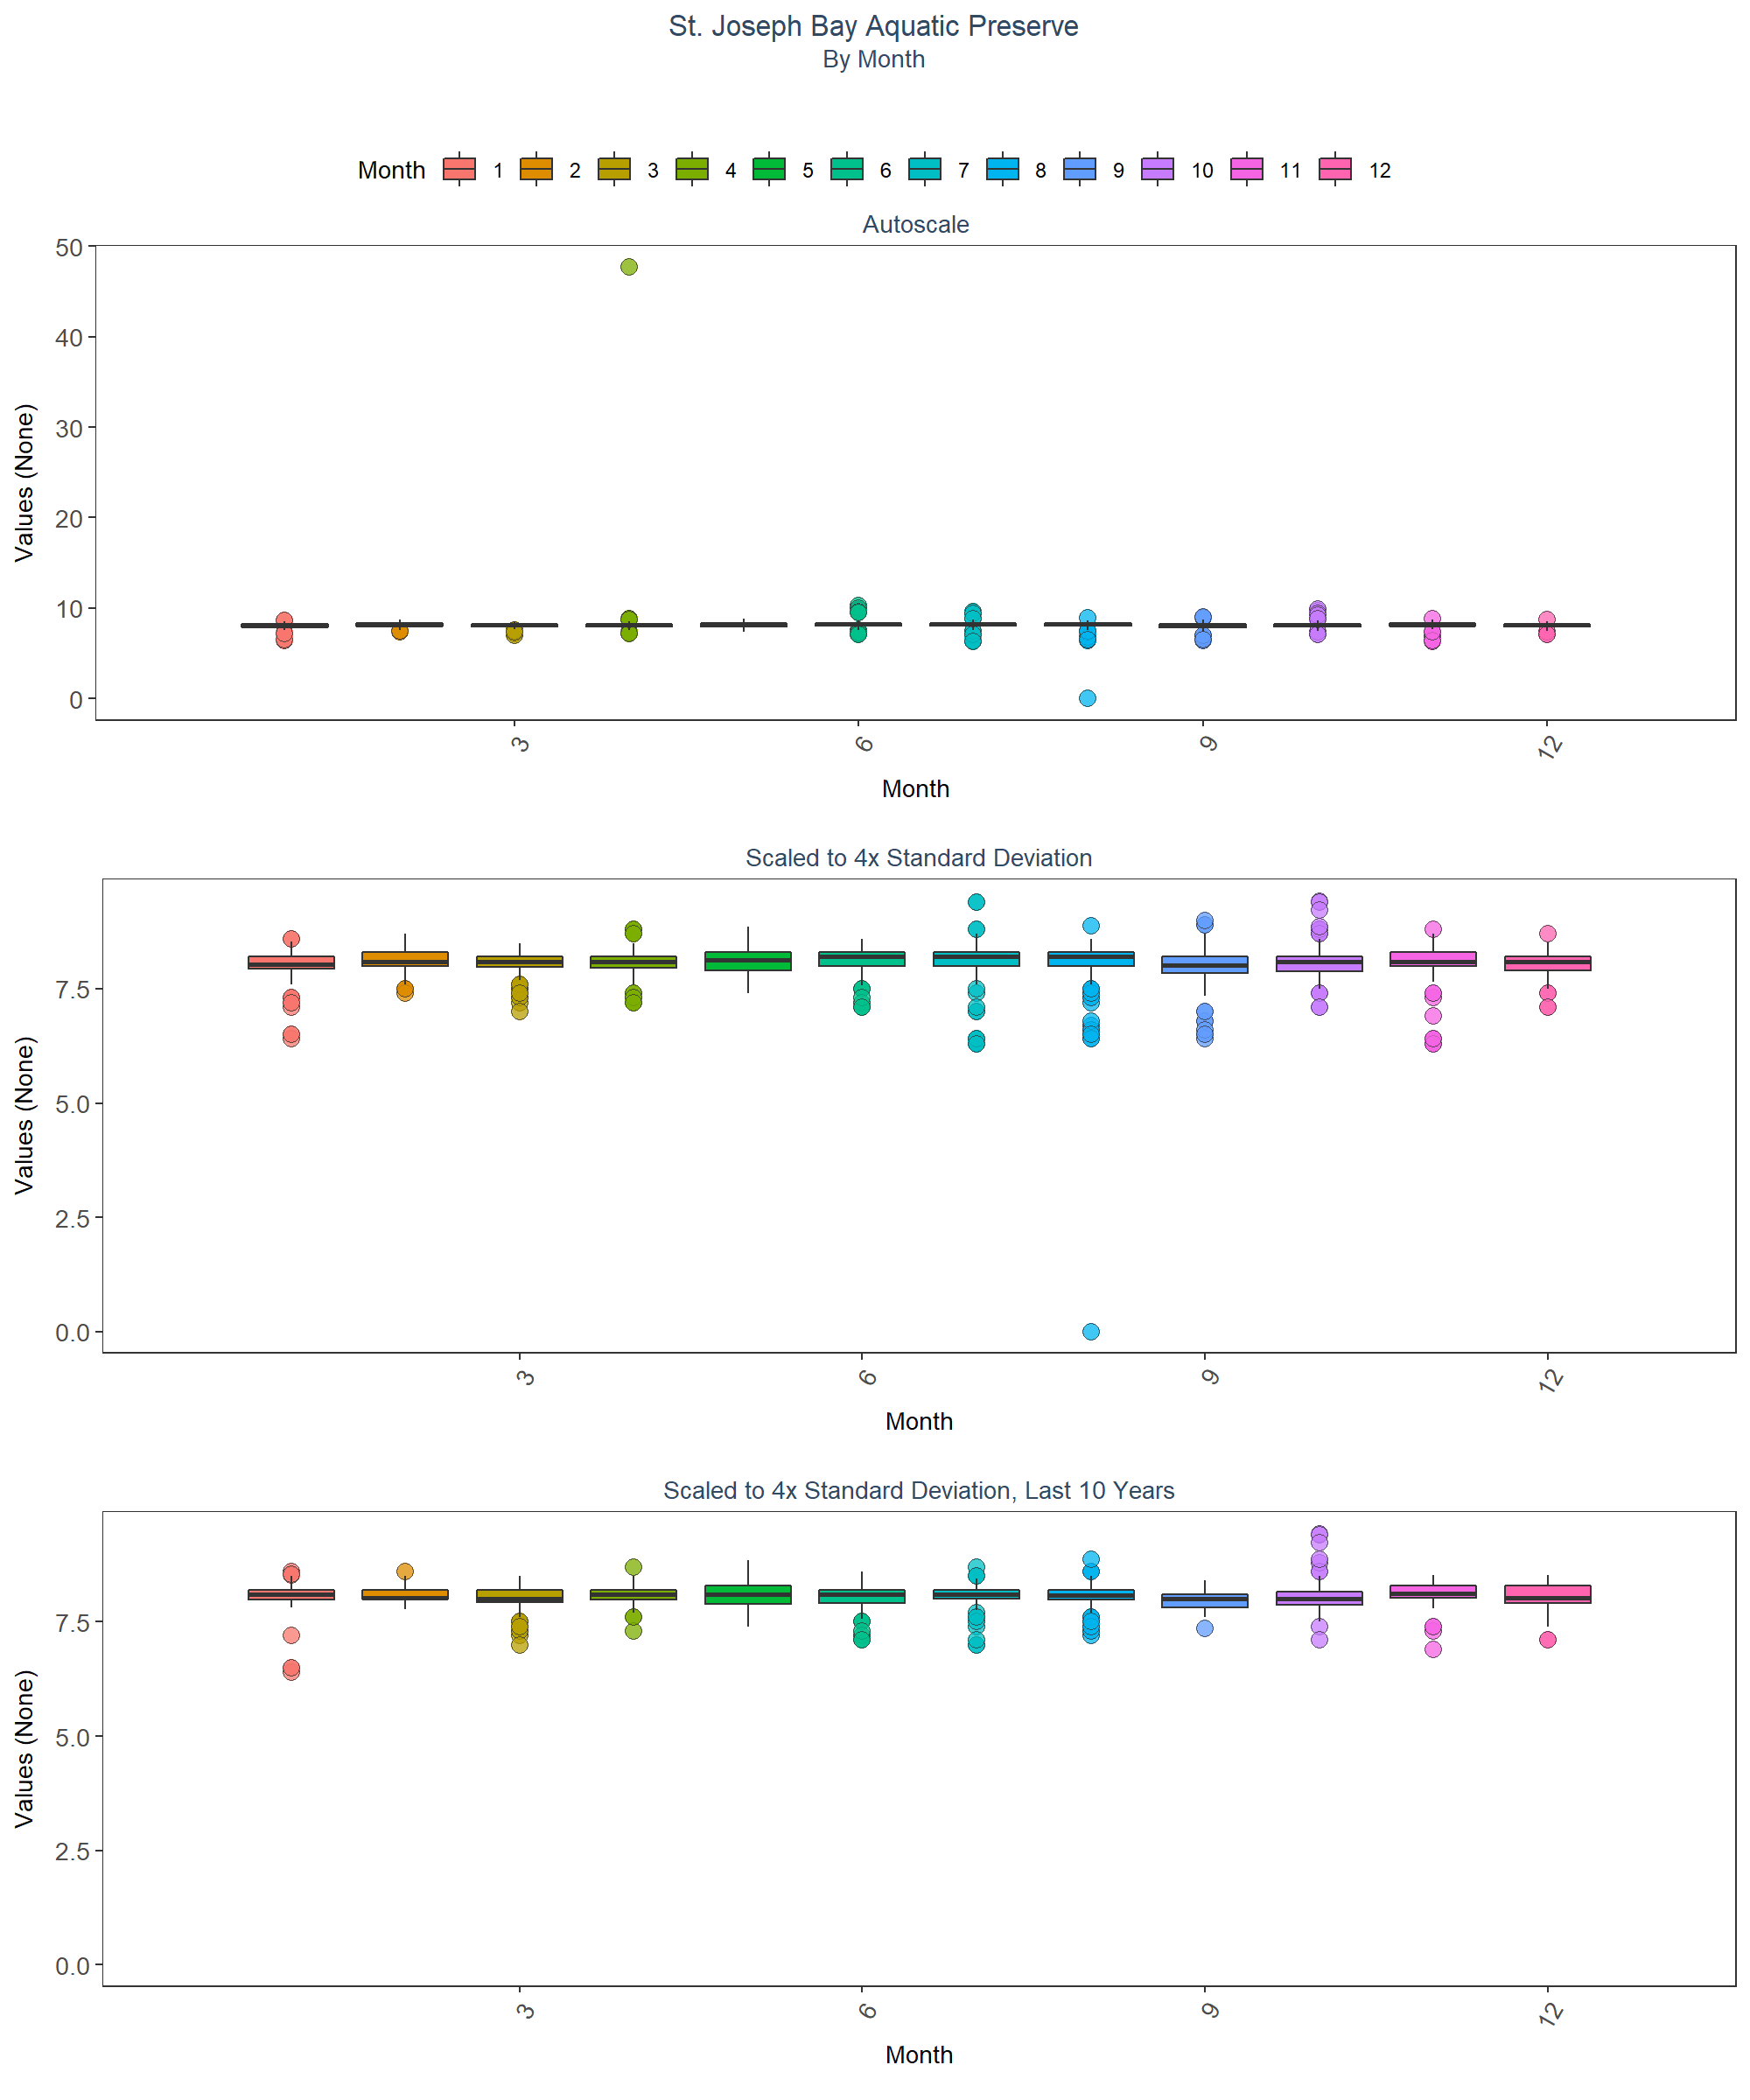 St. Joseph Bay Aquatic Preserve
By Month
Month 1 2 3 4 5 6 7 8 9 10 11 12
Autoscale
Values (None)
50
40
30
20
10
0
3 6 9 12
Month
Scaled to 4x Standard Deviation
Values (None)
7.5
5.0
2.5
0.0
3 6 9 12
Month
Scaled to 4x Standard Deviation, Last 10 Years
Values (None)
7.5
5.0
2.5
0.0
3 6 9 12
Month